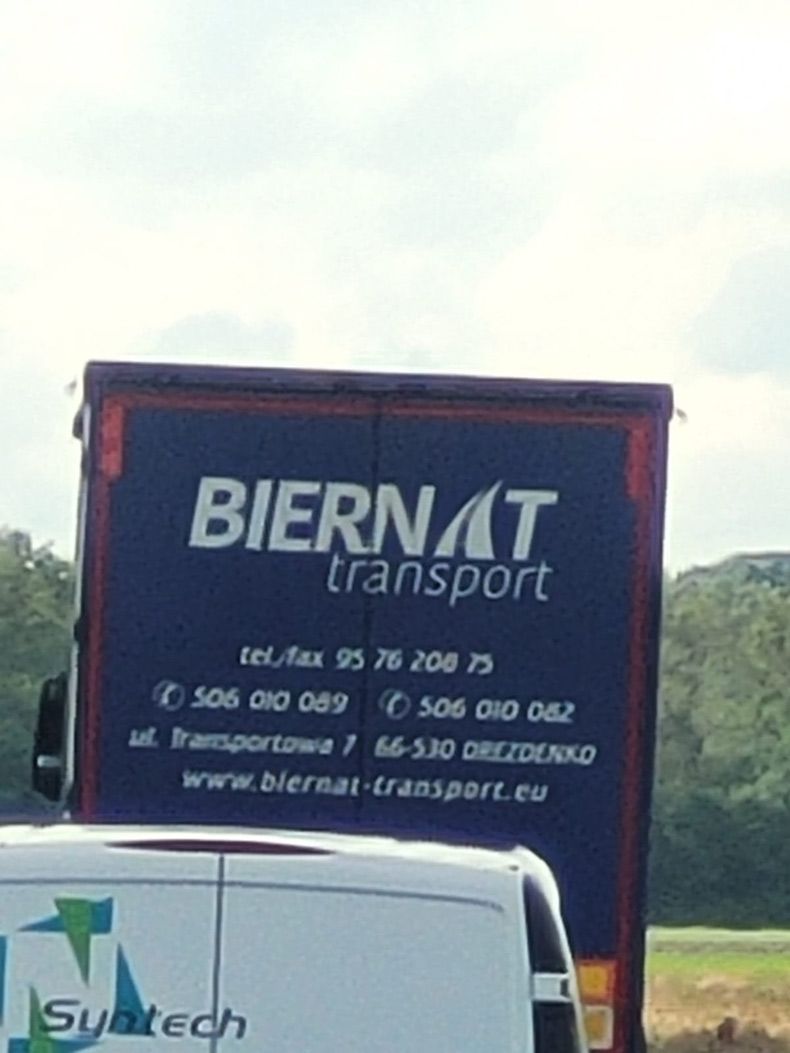 BIERNAT
transport
tel./fax 95 76 208 75
506 010 089 506 010 082
ul. Transportowa 7 66-530 DREZDENKO
www.biernat-transport.eu
Syntech